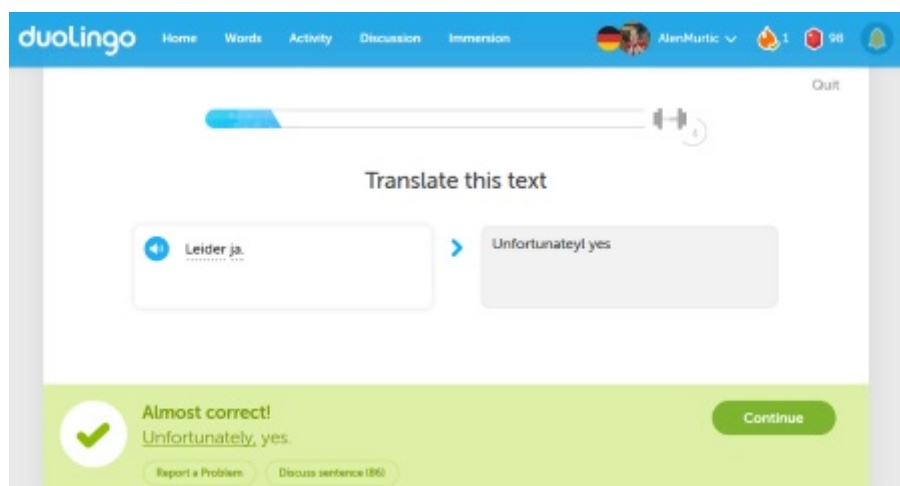 duolingo Home Words Activity Discussion Immersion AlenMurtic 1 98
Quit
4
Translate this text
Leider ja.
Unfortunateyl yes
Almost correct!
Unfortunately, yes.
Continue
Report a Problem Discuss sentence (86)